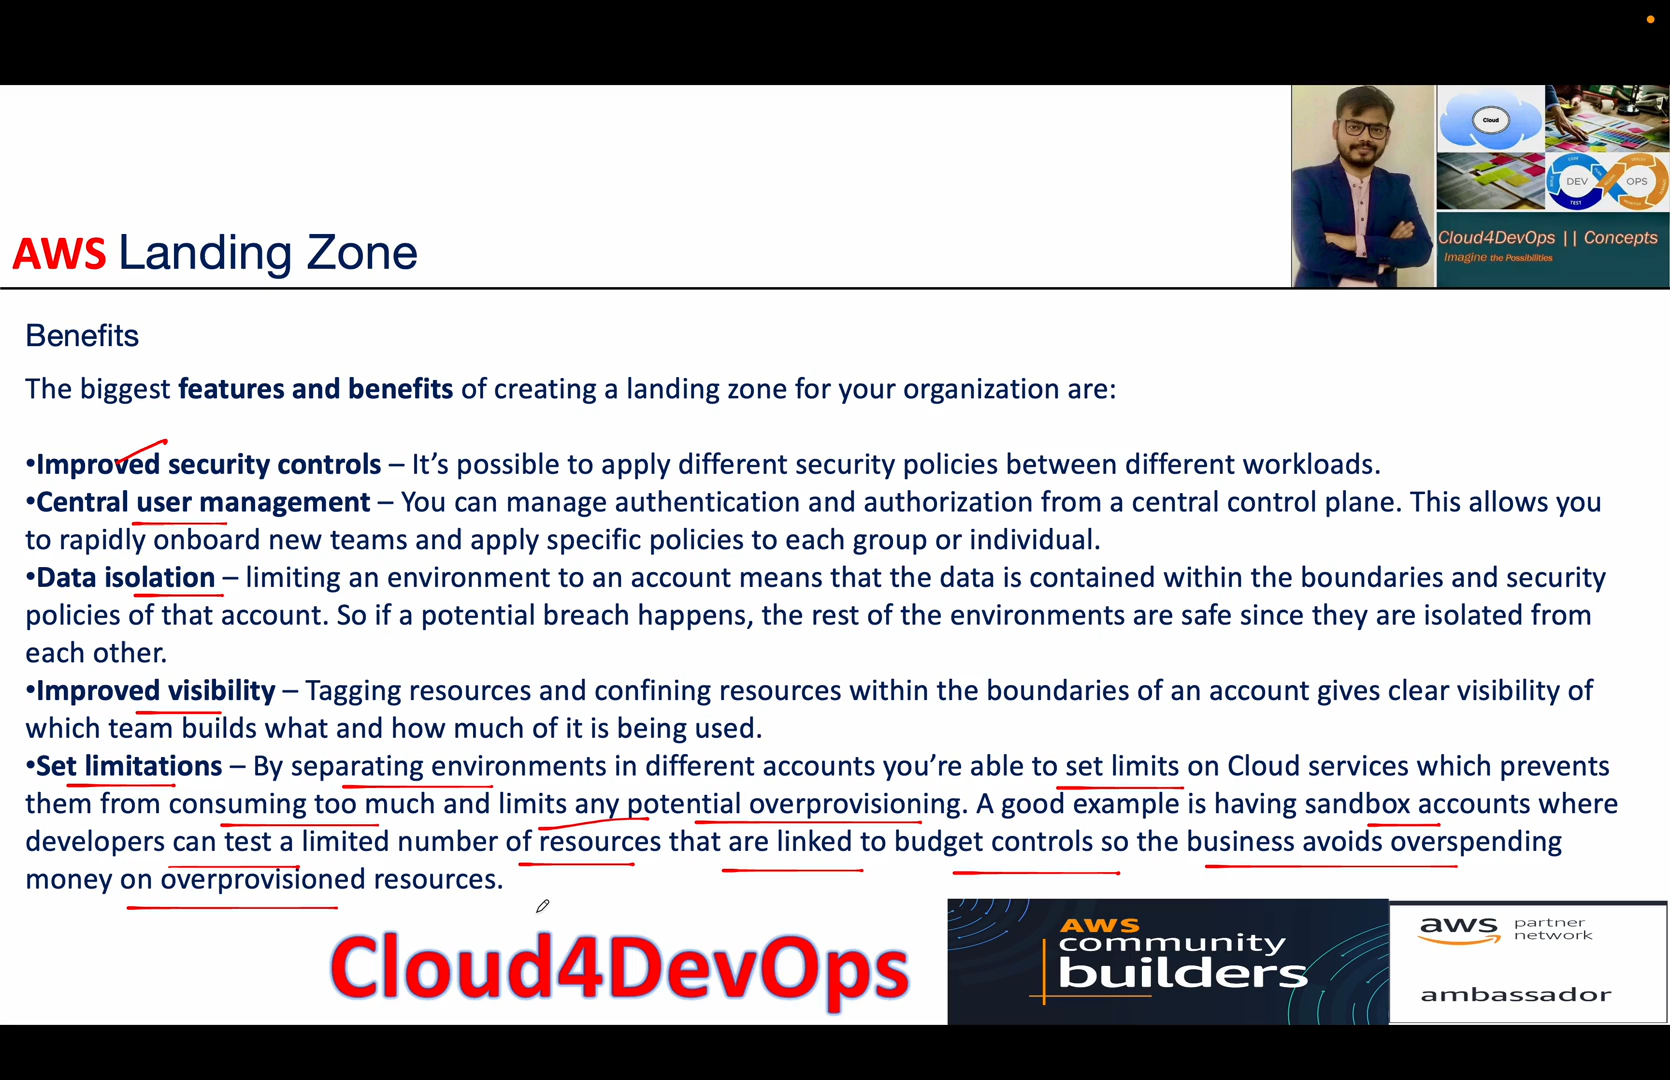 Cloud
DEV
OPS
TEST
Cloud4DevOps || Concepts
Imagine the Possibilities
AWS Landing Zone
Benefits
The biggest features and benefits of creating a landing zone for your organization are:
•Improved security controls – It’s possible to apply different security policies between different workloads.
•Central user management – You can manage authentication and authorization from a central control plane. This allows you
to rapidly onboard new teams and apply specific policies to each group or individual.
•Data isolation – limiting an environment to an account means that the data is contained within the boundaries and security
policies of that account. So if a potential breach happens, the rest of the environments are safe since they are isolated from
each other.
•Improved visibility – Tagging resources and confining resources within the boundaries of an account gives clear visibility of
which team builds what and how much of it is being used.
•Set limitations – By separating environments in different accounts you’re able to set limits on Cloud services which prevents
them from consuming too much and limits any potential overprovisioning. A good example is having sandbox accounts where
developers can test a limited number of resources that are linked to budget controls so the business avoids overspending
money on overprovisioned resources.
Cloud4DevOps
AWS
community
builders
aws partner
network
ambassador